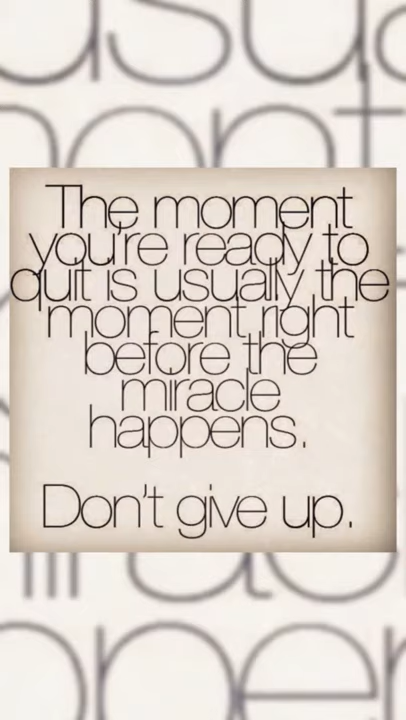 The moment
you're ready to
quit is usually the
moment right
before the
miracle
happens.
Don't give up.